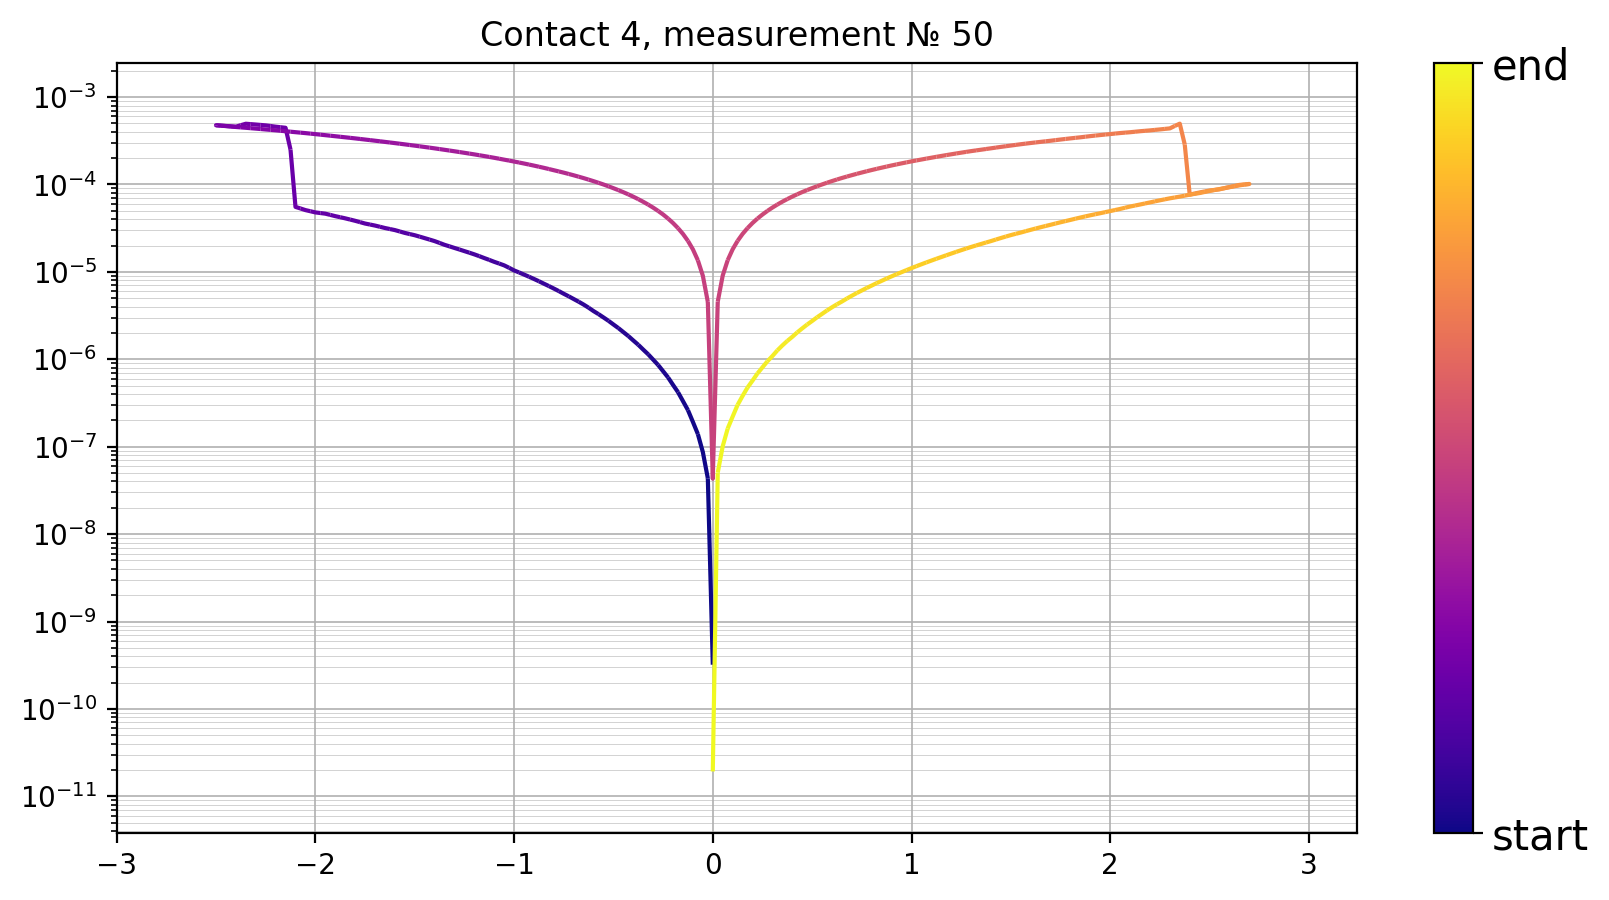 Contact 4, measurement № 50
10⁻³
10⁻⁴
10⁻⁵
10⁻⁶
10⁻⁷
10⁻⁸
10⁻⁹
10⁻¹⁰
10⁻¹¹
−3 −2 −1 0 1 2 3
end
start